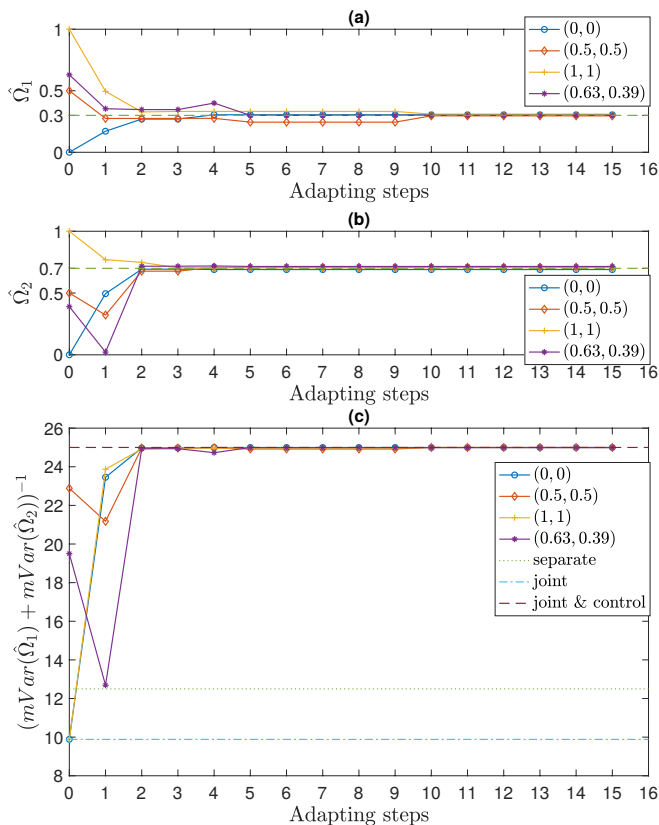 (a)
1
0.5
0.3
0
Ω̂₁
(0, 0)
(0.5, 0.5)
(1, 1)
(0.63, 0.39)
0 1 2 3 4 5 6 7 8 9 10 11 12 13 14 15 16
Adapting steps
(b)
1
0.7
0.5
0
Ω̂₂
(0, 0)
(0.5, 0.5)
(1, 1)
(0.63, 0.39)
0 1 2 3 4 5 6 7 8 9 10 11 12 13 14 15 16
Adapting steps
(c)
26
24
22
20
18
16
14
12
10
8
(mVar(Ω̂₁) + mVar(Ω̂₂))⁻¹
(0, 0)
(0.5, 0.5)
(1, 1)
(0.63, 0.39)
separate
joint
joint & control
0 1 2 3 4 5 6 7 8 9 10 11 12 13 14 15 16
Adapting steps